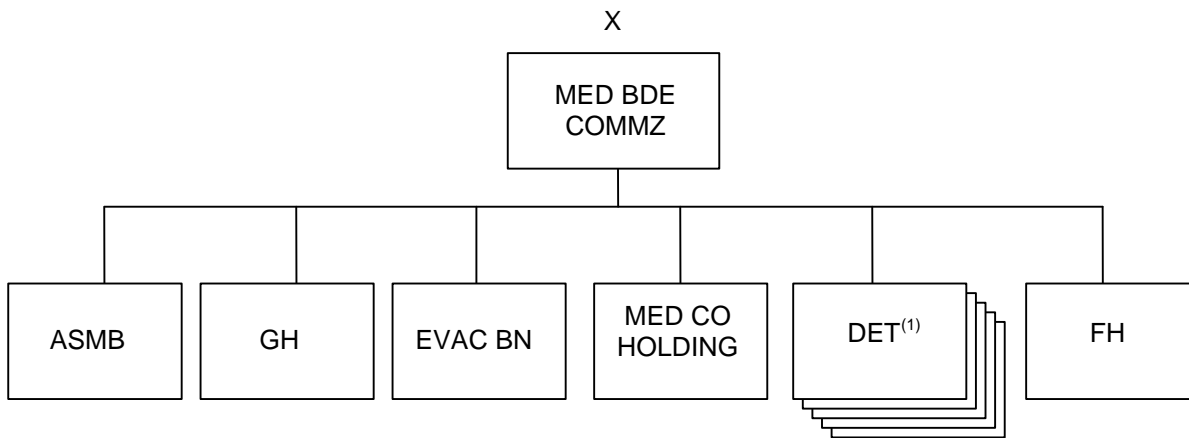 X
MED BDE
COMMZ
ASMB
GH
EVAC BN
MED CO
HOLDING
DET(1)
FH